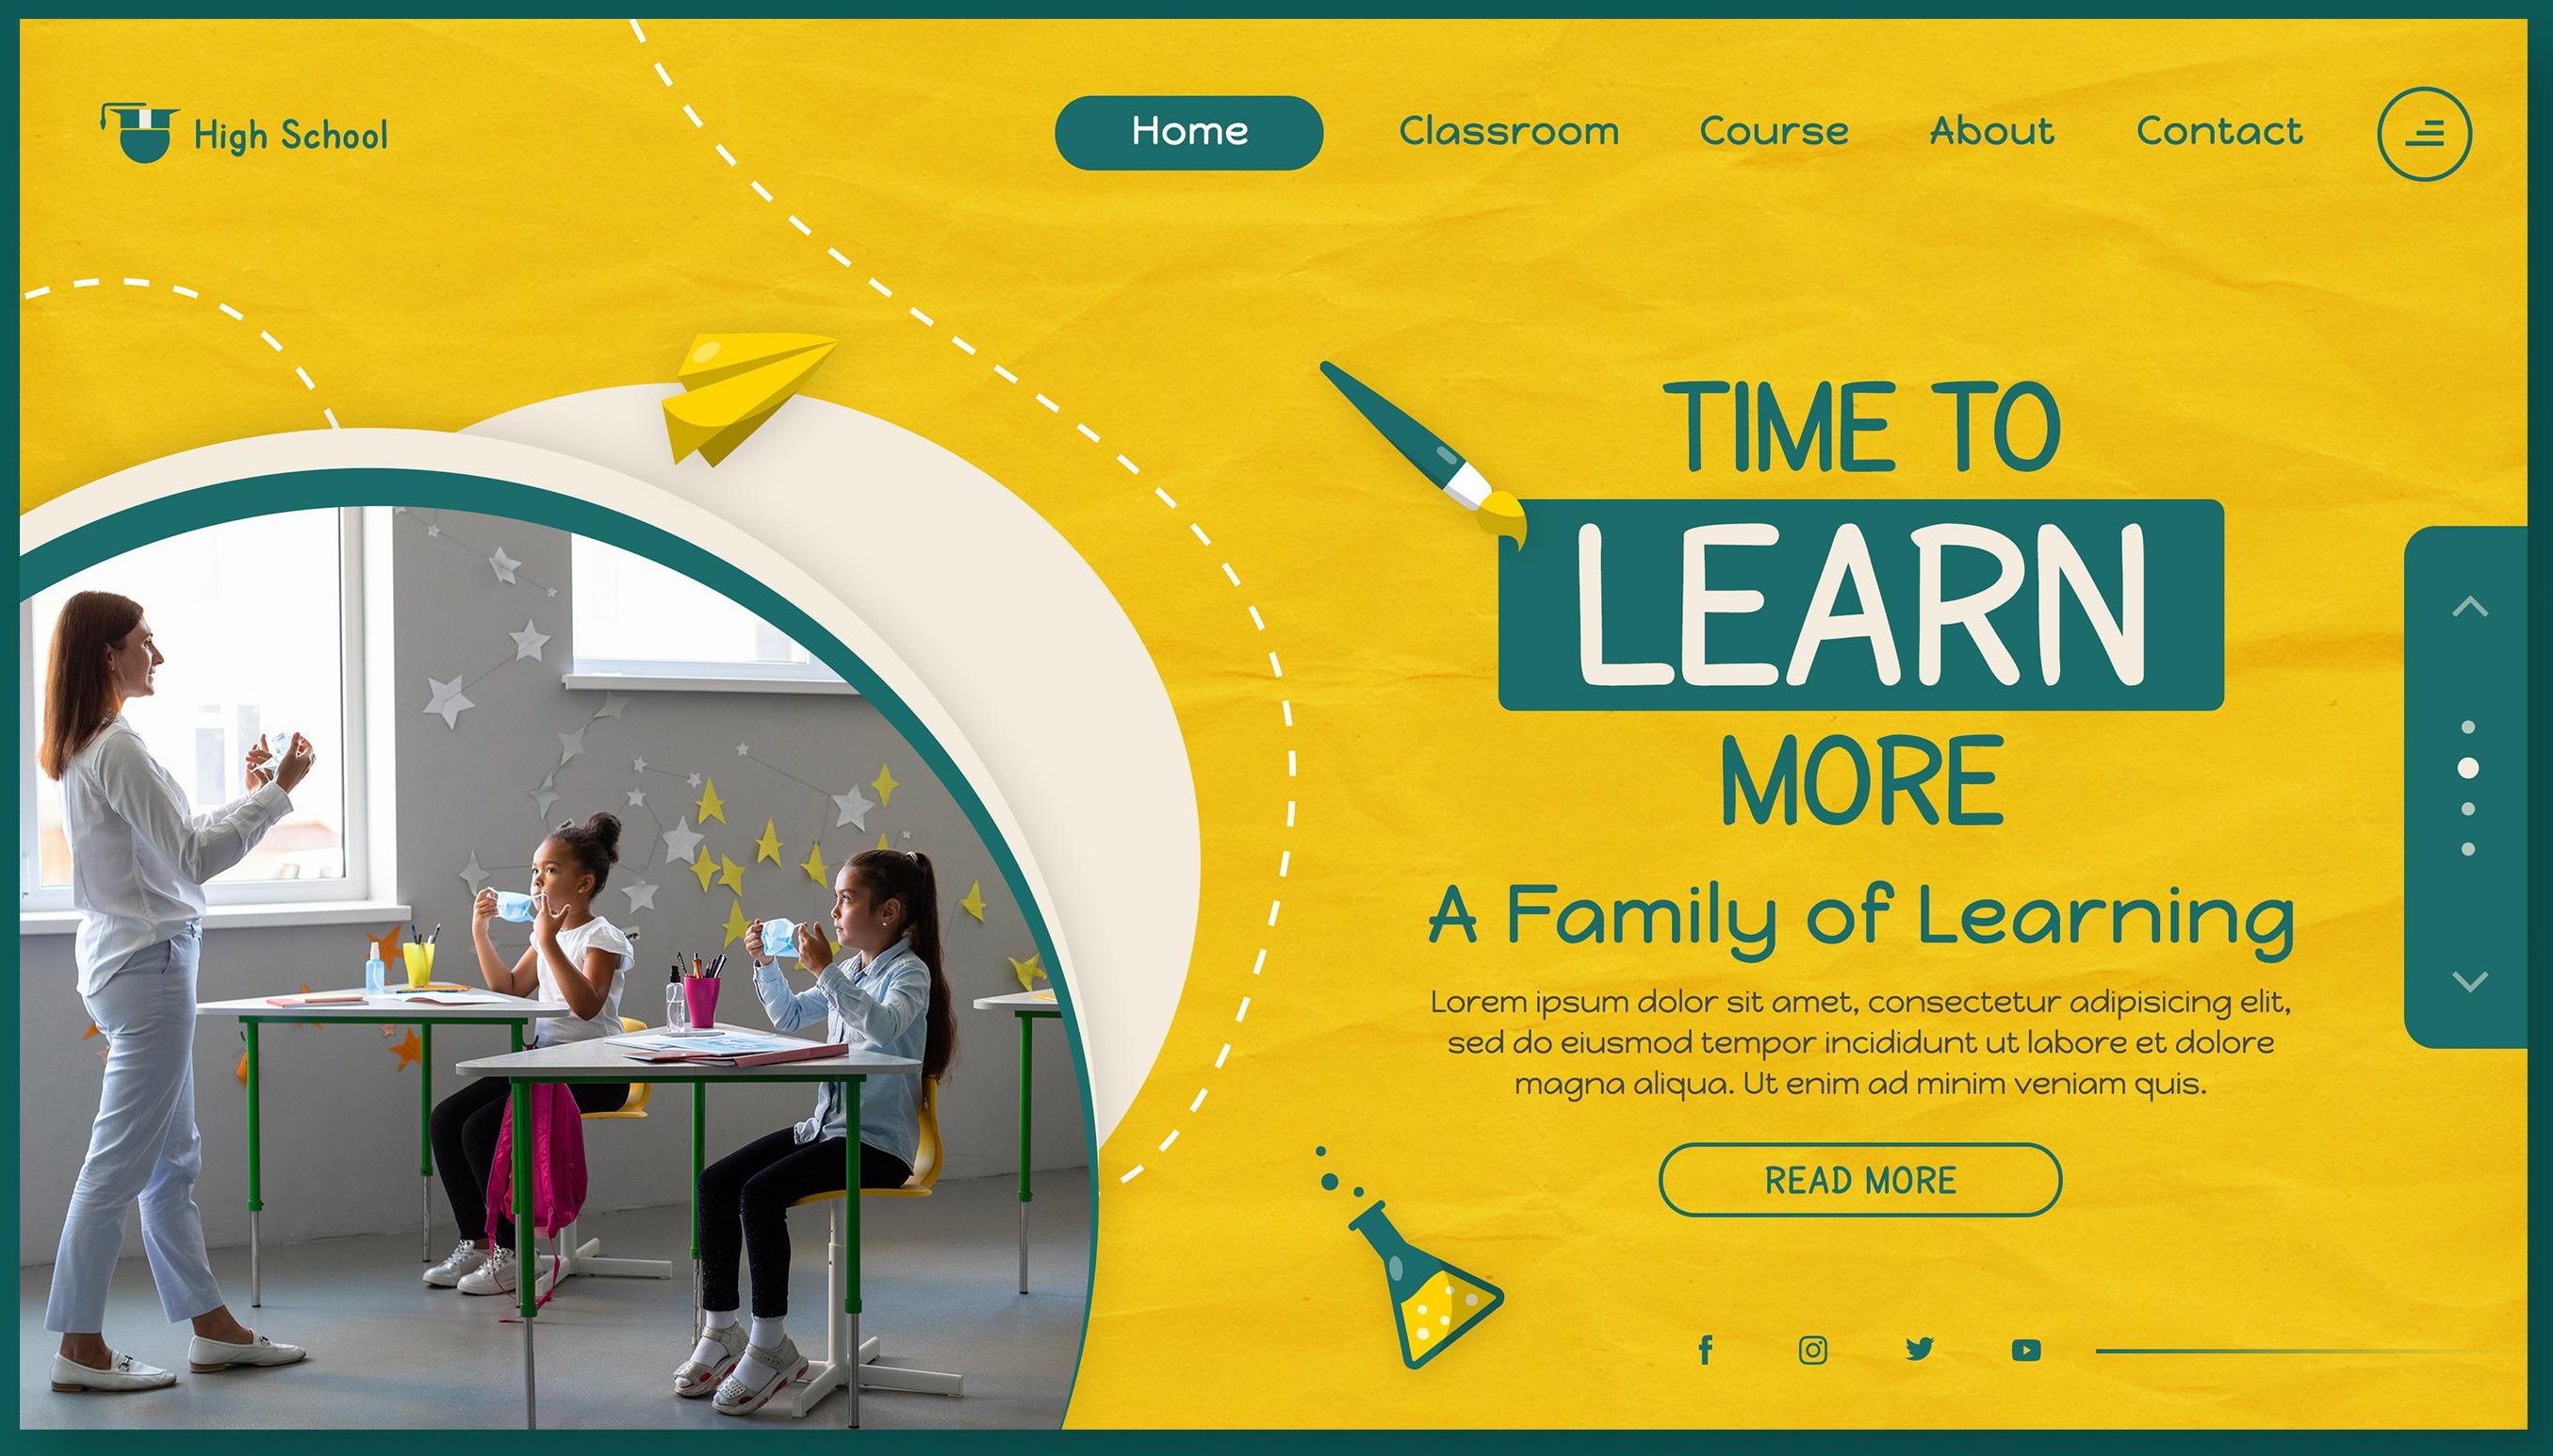 High School
Home Classroom Course About Contact
TIME TO
LEARN
MORE
A Family of Learning
Lorem ipsum dolor sit amet, consectetur adipisicing elit,
sed do eiusmod tempor incididunt ut labore et dolore
magna aliqua. Ut enim ad minim veniam quis.
READ MORE